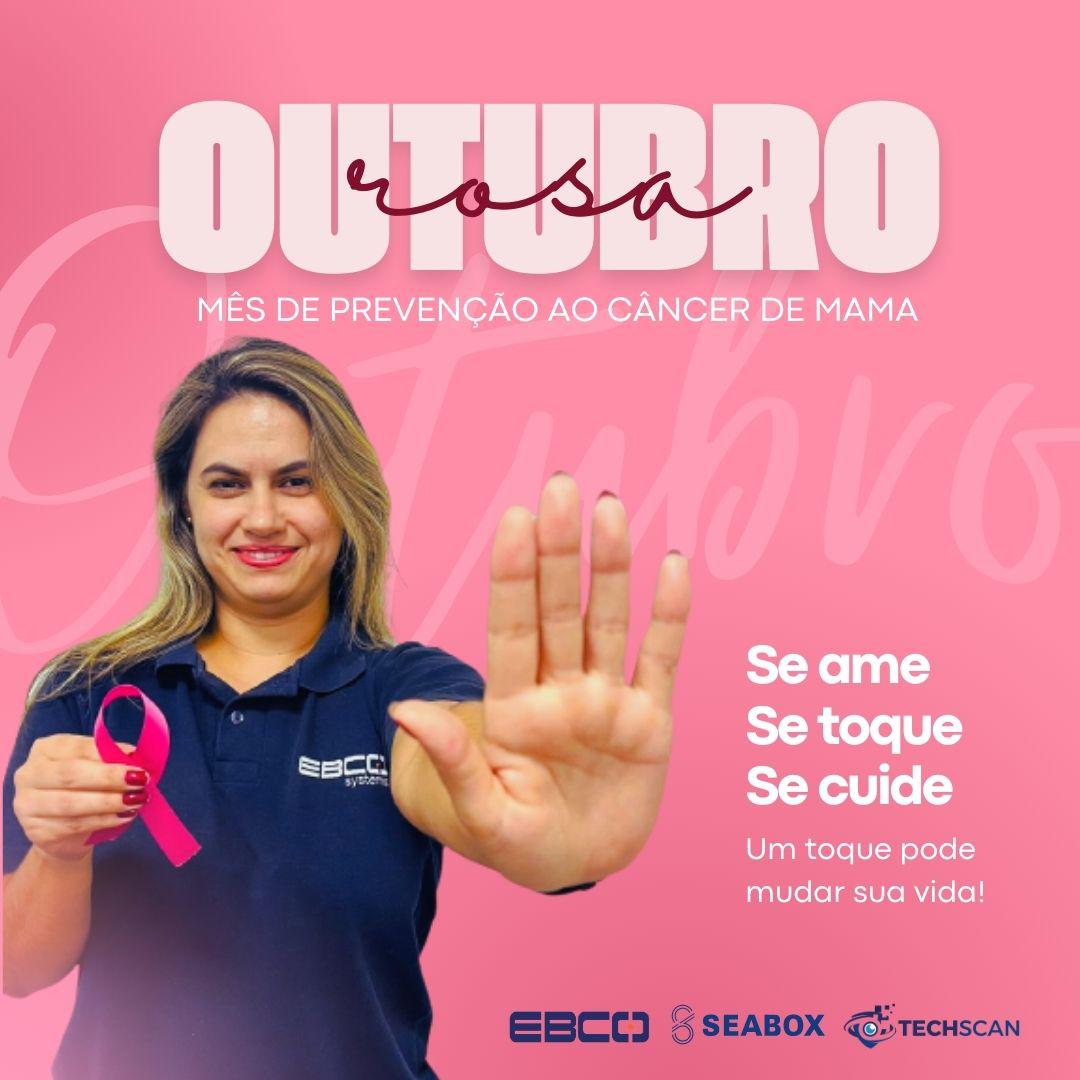 OUTUBRO
rosa
MÊS DE PREVENÇÃO AO CÂNCER DE MAMA
Outubro
EBCO
systems
Se ame
Se toque
Se cuide
Um toque pode
mudar sua vida!
EBCO SEABOX TECHSCAN